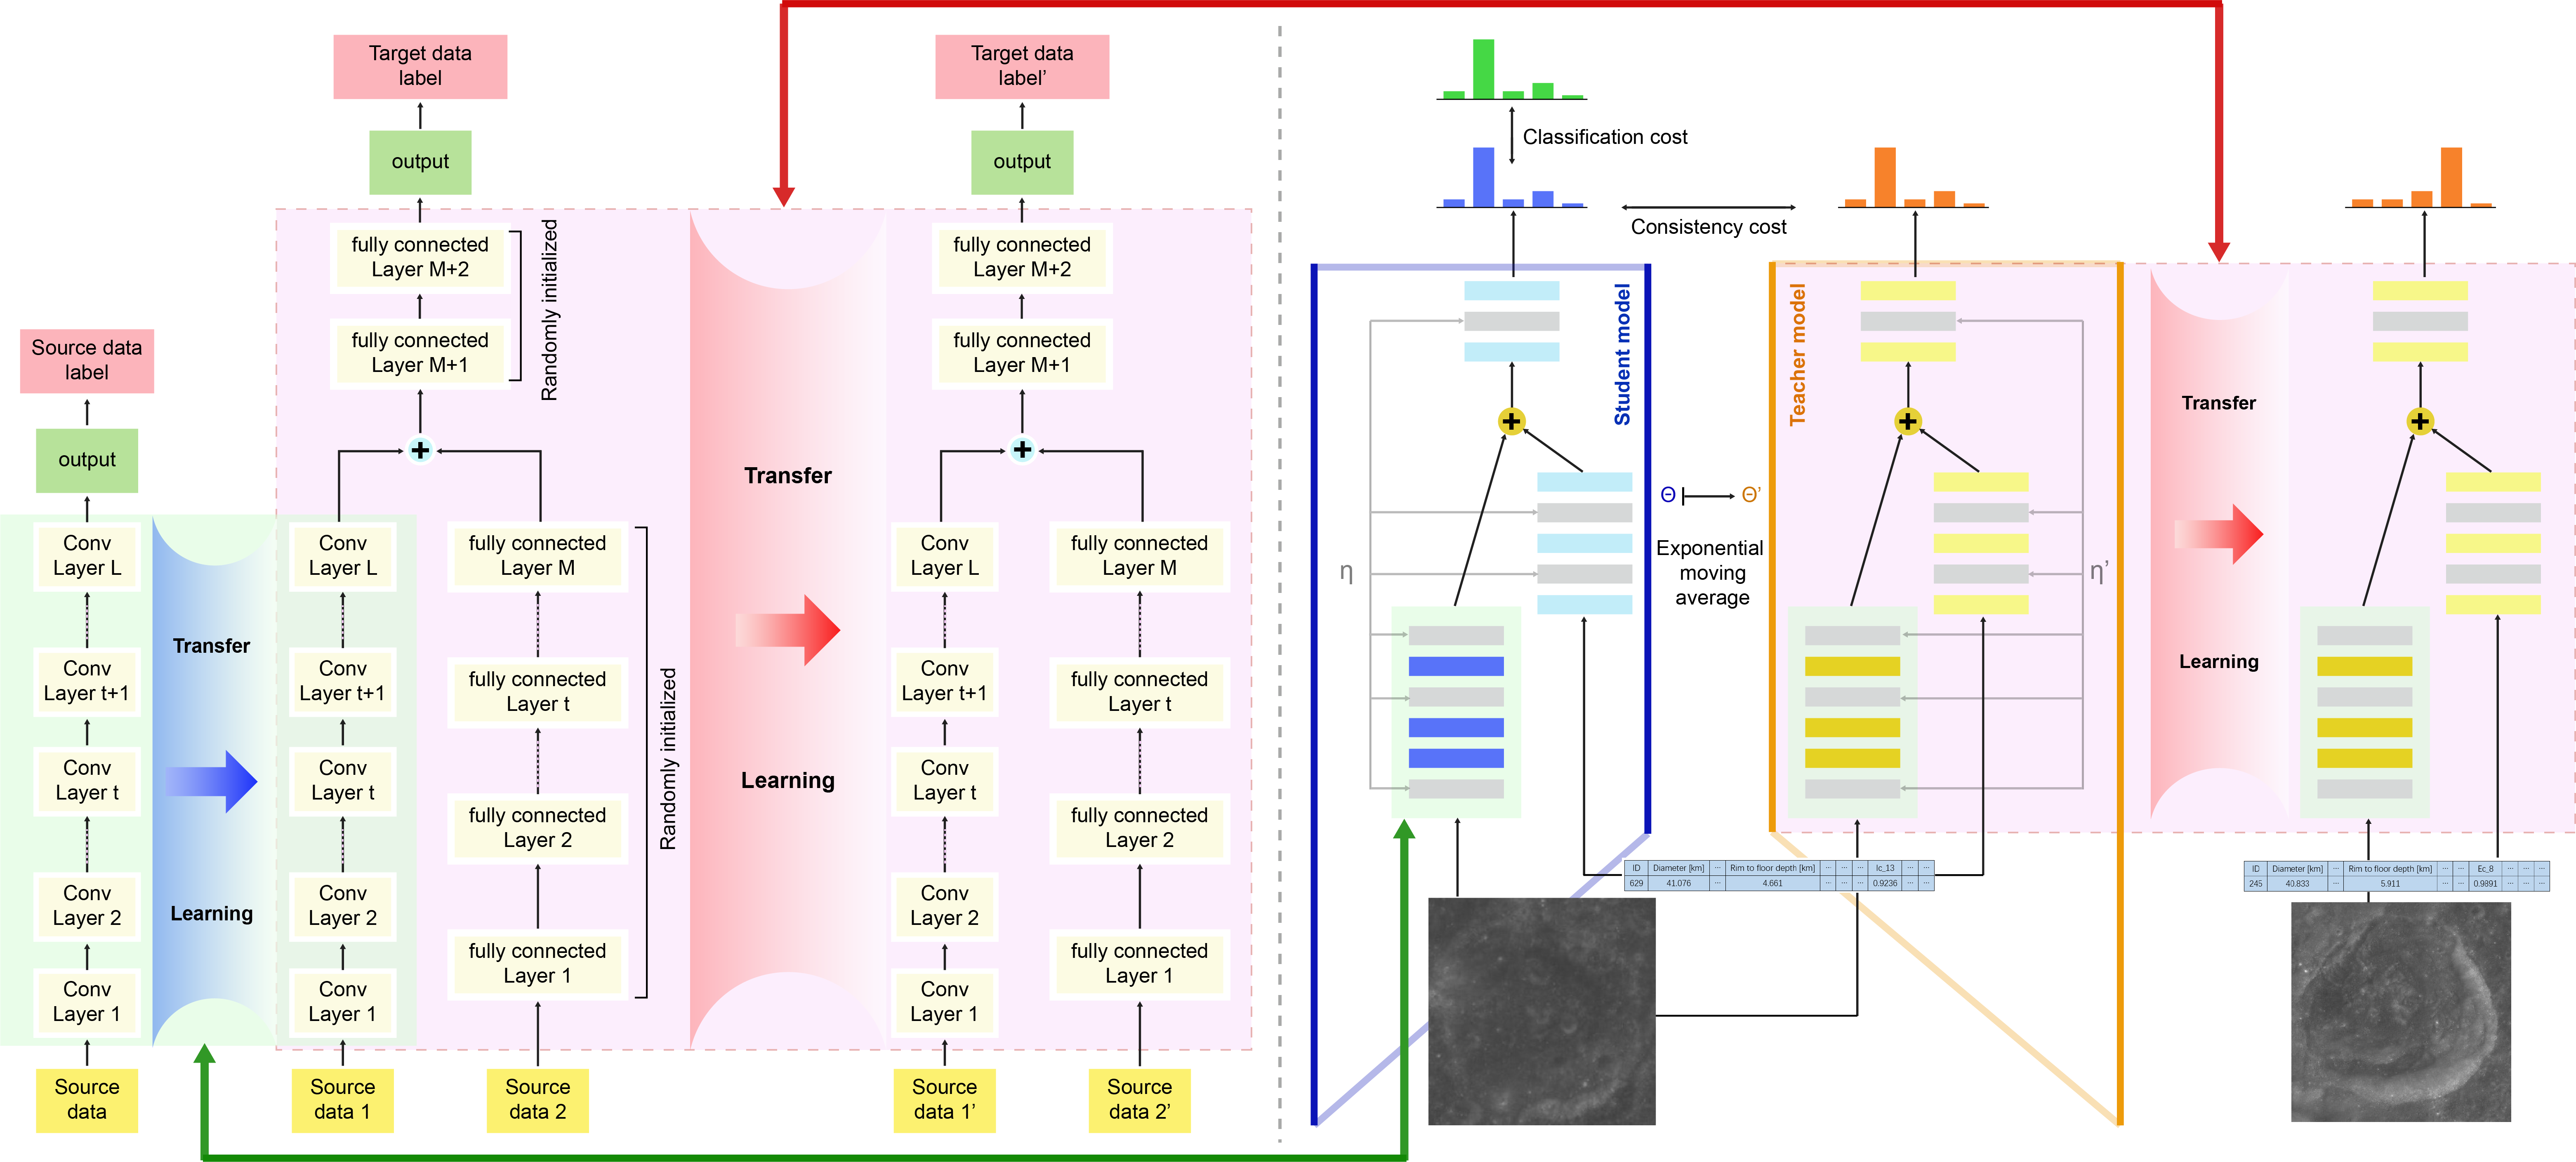 Source data
label
output
Conv
Layer L
Conv
Layer t+1
Conv
Layer t
Conv
Layer 2
Conv
Layer 1
Source
data
Transfer
Learning
Target data
label
output
fully connected
Layer M+2
fully connected
Layer M+1
Randomly initialized
+
Conv
Layer L
Conv
Layer t+1
Conv
Layer t
Conv
Layer 2
Conv
Layer 1
Source
data 1
fully connected
Layer M
fully connected
Layer t
fully connected
Layer 2
fully connected
Layer 1
Randomly initialized
Source
data 2
Transfer
Learning
Target data
label’
output
fully connected
Layer M+2
fully connected
Layer M+1
+
Conv
Layer L
Conv
Layer t+1
Conv
Layer t
Conv
Layer 2
Conv
Layer 1
Source
data 1’
fully connected
Layer M
fully connected
Layer t
fully connected
Layer 2
fully connected
Layer 1
Source
data 2’
Classification cost
Consistency cost
Student model
+
η
Θ Θ’
Exponential
moving
average
Teacher model
+
η’
Transfer
Learning
+
ID Diameter [km] ... Rim to floor depth [km] ... ... ... Ic_13 ... ...
629 41.076 ... 4.661 ... ... ... 0.9236 ... ...
ID Diameter [km] ... Rim to floor depth [km] ... ... Ec_8 ... ... ...
245 40.833 ... 5.911 ... ... 0.9891 ... ... ...